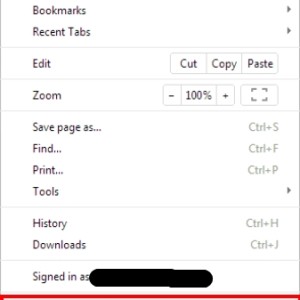 Bookmarks
Recent Tabs
Edit Cut Copy Paste
Zoom - 100% +
Save page as... Ctrl+S
Find... Ctrl+F
Print... Ctrl+P
Tools
History Ctrl+H
Downloads Ctrl+J
Signed in as